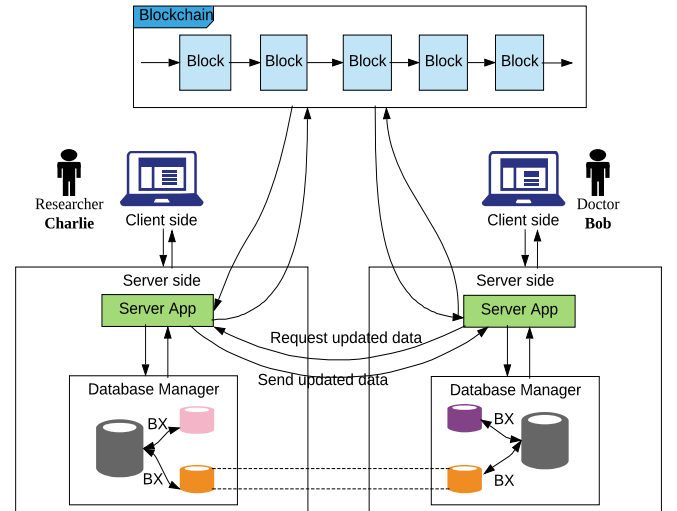 Blockchain
Block Block Block Block Block
Researcher
Charlie
Client side
Client side
Doctor
Bob
Server side
Server side
Server App
Server App
Request updated data
Send updated data
Database Manager
Database Manager
BX
BX
BX
BX